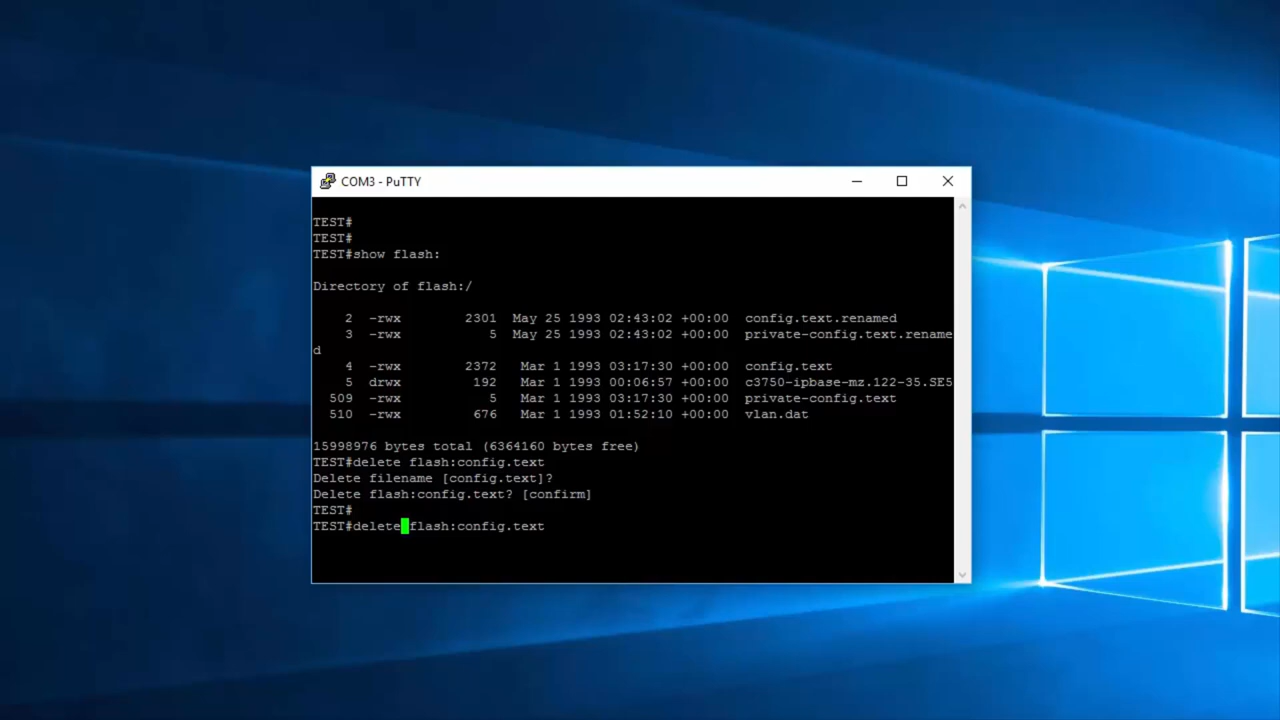 COM3 - PuTTY
TEST#
TEST#
TEST#show flash:
Directory of flash:/
2 -rwx 2301 May 25 1993 02:43:02 +00:00 config.text.renamed
3 -rwx 5 May 25 1993 02:43:02 +00:00 private-config.text.rename
d
4 -rwx 2372 Mar 1 1993 03:17:30 +00:00 config.text
5 drwx 192 Mar 1 1993 00:06:57 +00:00 c3750-ipbase-mz.122-35.SE5
509 -rwx 5 Mar 1 1993 03:17:30 +00:00 private-config.text
510 -rwx 676 Mar 1 1993 01:52:10 +00:00 vlan.dat
15998976 bytes total (6364160 bytes free)
TEST#delete flash:config.text
Delete filename [config.text]?
Delete flash:config.text? [confirm]
TEST#
TEST#delete flash:config.text